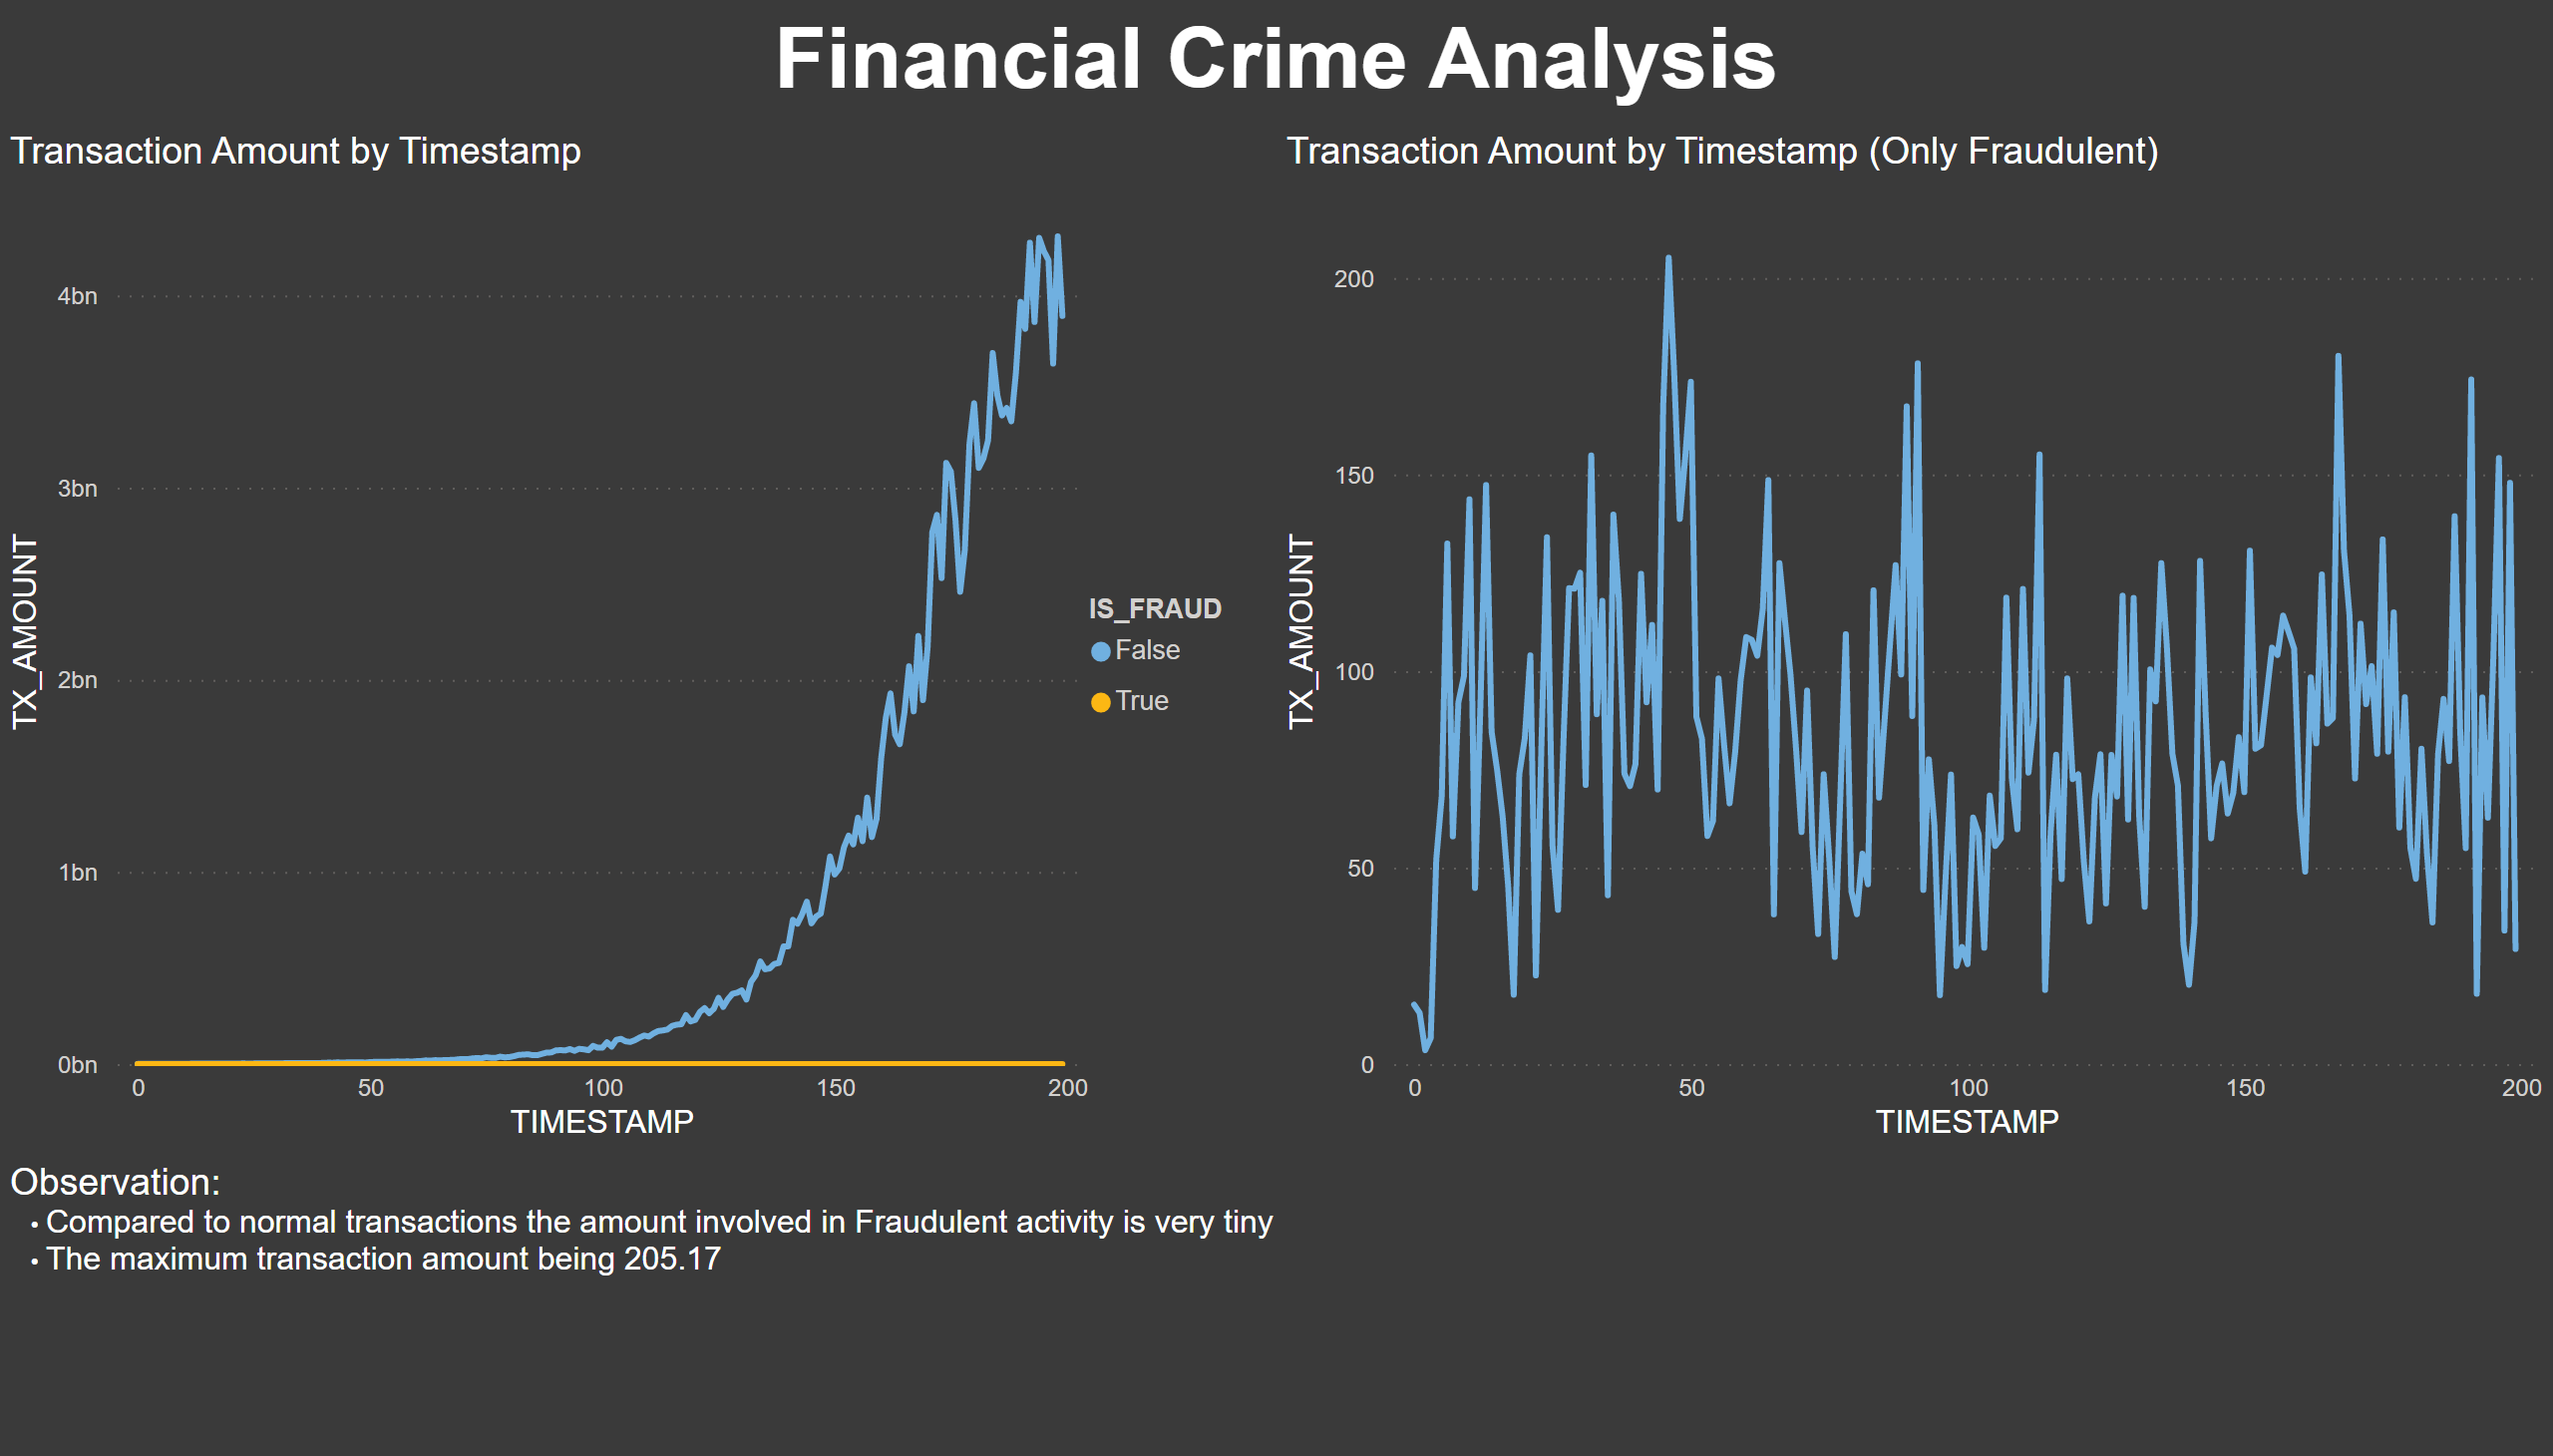 Financial Crime Analysis
Transaction Amount by Timestamp
4bn
3bn
2bn
1bn
0bn
TX_AMOUNT
0 50 100 150 200
TIMESTAMP
IS_FRAUD
False
True
Transaction Amount by Timestamp (Only Fraudulent)
200
150
100
50
0
TX_AMOUNT
0 50 100 150 200
TIMESTAMP
Observation:
• Compared to normal transactions the amount involved in Fraudulent activity is very tiny
• The maximum transaction amount being 205.17